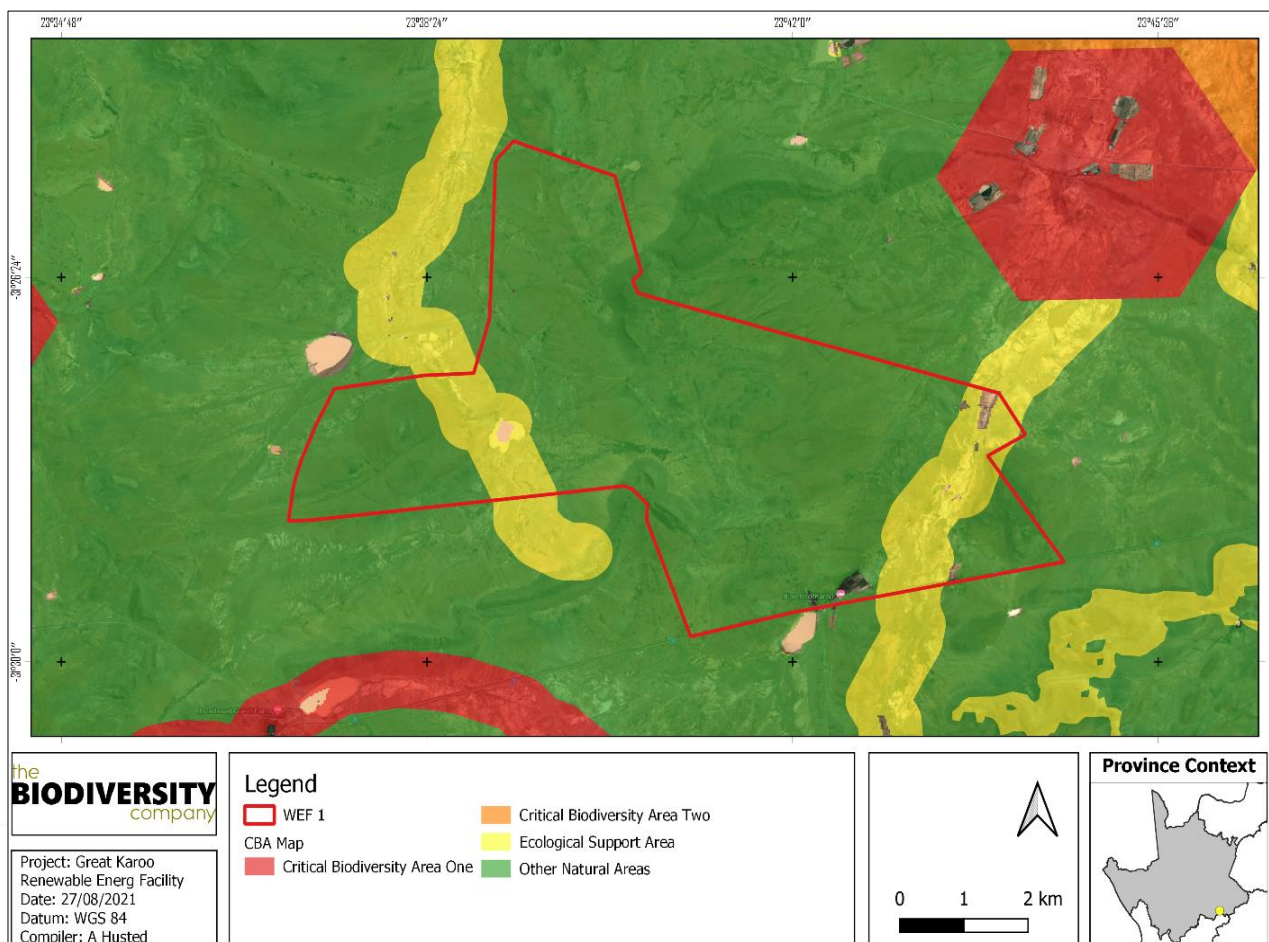 23°34'48" 23°38'24" 23°42'0" 23°45'36"
-31°26'24"
-31°30'0"
the
BIODIVERSITY
company
Project: Great Karoo
Renewable Energ Facility
Date: 27/08/2021
Datum: WGS 84
Compiler: A Husted
Legend
WEF 1
CBA Map
Critical Biodiversity Area One
Critical Biodiversity Area Two
Ecological Support Area
Other Natural Areas
0 1 2 km
Province Context